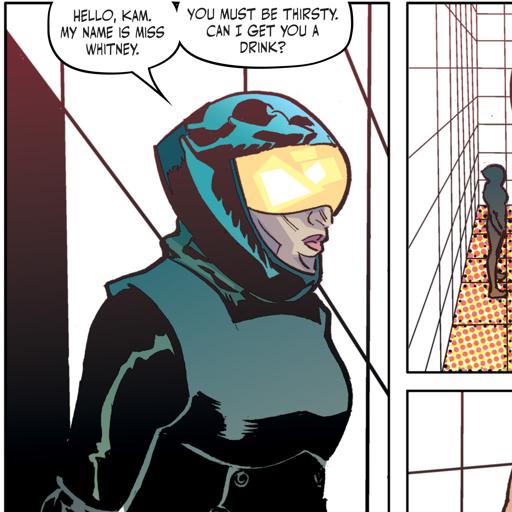 HELLO, KAM.
MY NAME IS MISS
WHITNEY.
YOU MUST BE THIRSTY.
CAN I GET YOU A
DRINK?